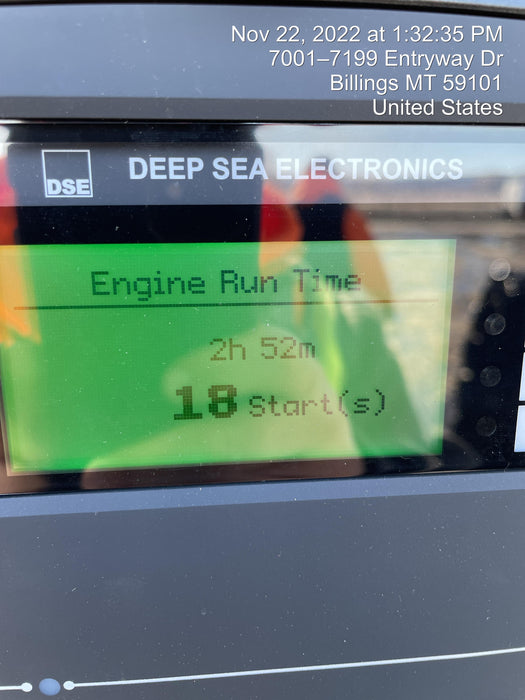 Nov 22, 2022 at 1:32:35 PM
7001–7199 Entryway Dr
Billings MT 59101
United States
DSE
DEEP SEA ELECTRONICS
Engine Run Time
2h 52m
18 Start(s)